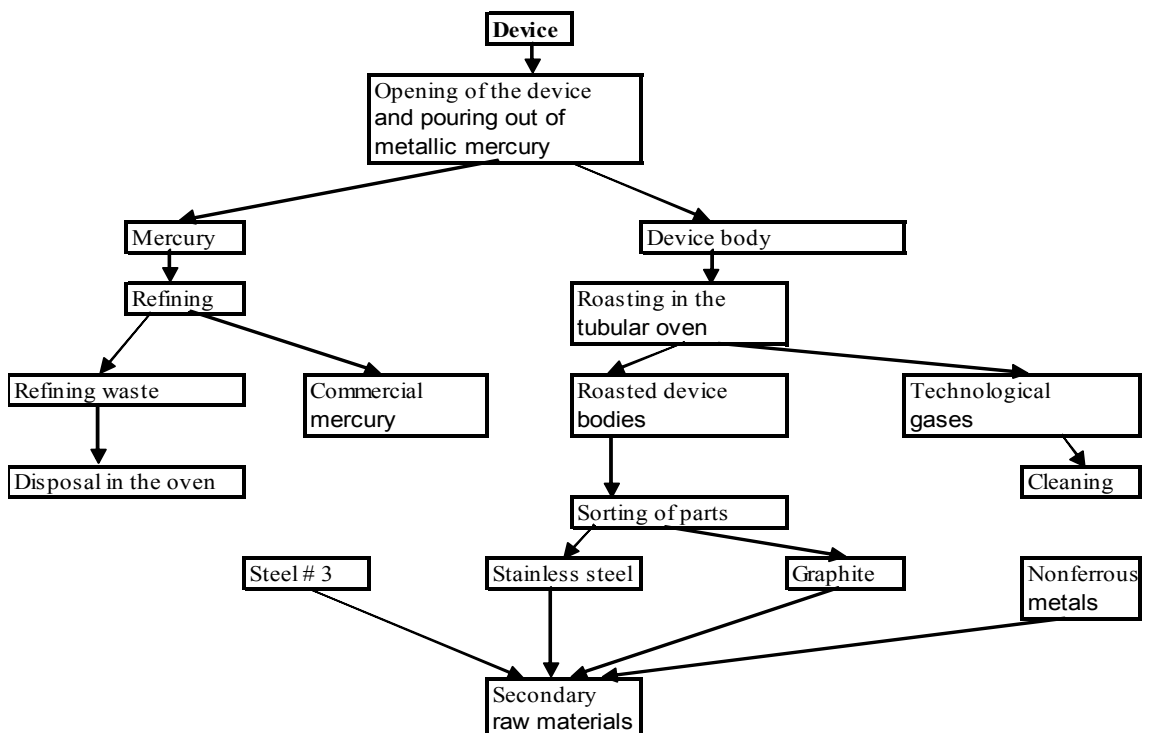 Device
Opening of the device
and pouring out of
metallic mercury
Mercury
Device body
Refining
Roasting in the
tubular oven
Refining waste
Commercial
mercury
Roasted device
bodies
Technological
gases
Disposal in the oven
Cleaning
Sorting of parts
Steel # 3
Stainless steel
Graphite
Nonferrous
metals
Secondary
raw materials